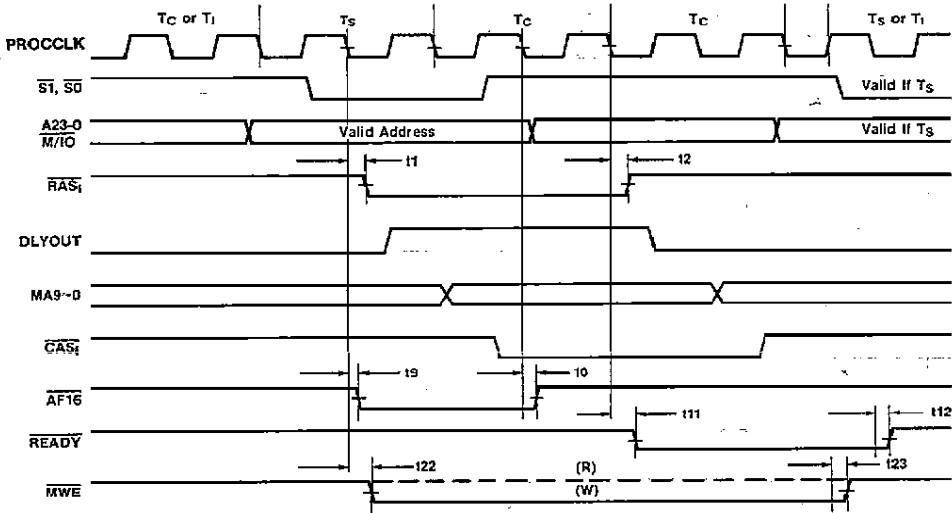 TC or TI TS TC TC TS or TI
PROCCLK
S1, S0 Valid If TS
A23-0
M/IO Valid Address Valid If TS
t1 t2
RASi
DLYOUT
MA9~0
CASi
t9 t0
AF16
t11 t12
READY
t22 (R) t23
MWE (W)